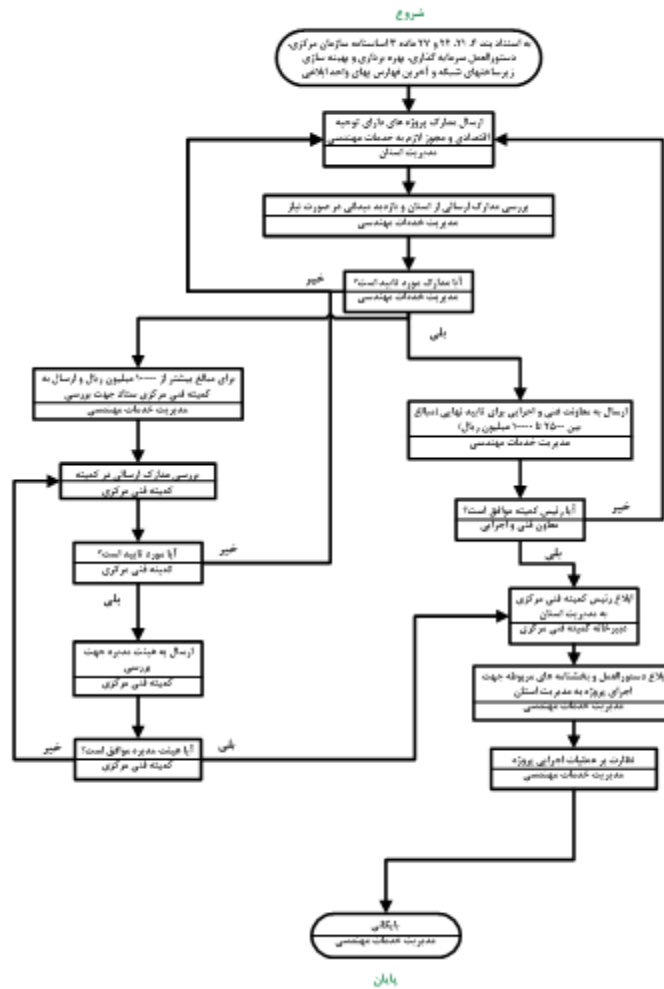 شروع
به استناد بند ۶، ۲۱، ۲۴ و ۲۷ ماده ۳ اساسنامه سازمان مرکزی،
دستورالعمل سرمایه گذاری، بهره برداری و بهینه سازی
زیرساختهای شبکه و آخرین فهارس بهای واحد ابلاغی
ارسال مدارک پروژه های دارای توجیه
اقتصادی و مجوز لازم به خدمات مهندسی
مدیریت استان
بررسی مدارک ارسالی از استان و بازدید میدانی در صورت نیاز
مدیریت خدمات مهندسی
آیا مدارک مورد تایید است؟
مدیریت خدمات مهندسی
خیر
بلی
برای مبالغ بیشتر از ۱۰۰۰۰ میلیون ریال و ارسال به
کمیته فنی مرکزی ستاد جهت بررسی
مدیریت خدمات مهندسی
ارسال به معاونت فنی و اجرایی برای تایید نهایی (مبالغ
بین ۲۵۰۰ تا ۱۰۰۰۰ میلیون ریال)
مدیریت خدمات مهندسی
بررسی مدارک ارسالی در کمیته
کمیته فنی مرکزی
آیا رئیس کمیته موافق است؟
معاون فنی و اجرایی
خیر
بلی
آیا مورد تایید است؟
کمیته فنی مرکزی
خیر
بلی
ابلاغ رئیس کمیته فنی مرکزی
به مدیریت استان
دبیرخانه کمیته فنی مرکزی
ارسال به هیئت مدیره جهت
بررسی
کمیته فنی مرکزی
بلاغ دستورالعمل و بخشنامه های مربوطه جهت
اجرای پروژه به مدیریت استان
مدیریت خدمات مهندسی
آیا هیئت مدیره موافق است؟
کمیته فنی مرکزی
خیر
بلی
نظارت بر عملیات اجرایی پروژه
مدیریت خدمات مهندسی
بایگانی
مدیریت خدمات مهندسی
پایان